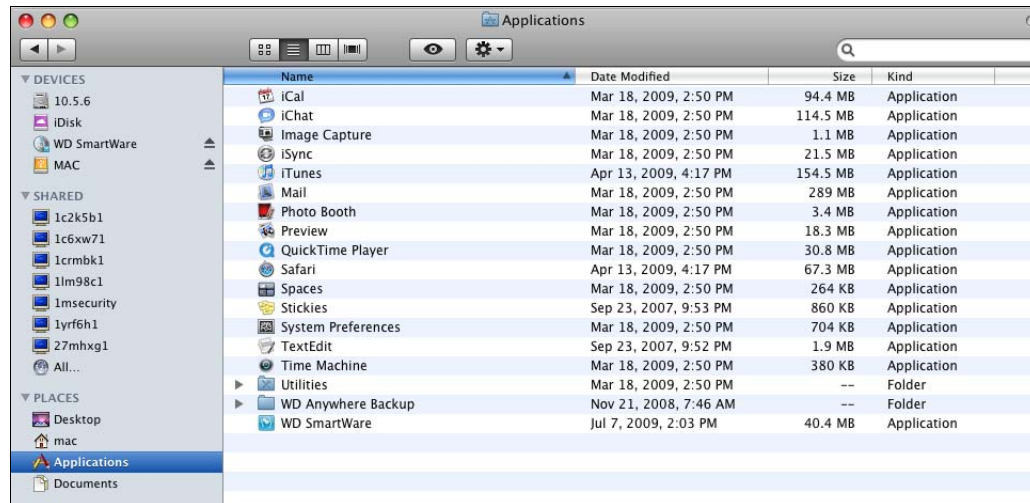 Applications
DEVICES
10.5.6
iDisk
WD SmartWare
MAC
SHARED
1c2k5b1
1c6xw71
1crmbk1
1lm98c1
1msecurity
1yrf6h1
27mhxg1
All...
PLACES
Desktop
mac
Applications
Documents
Name Date Modified Size Kind
iCal Mar 18, 2009, 2:50 PM 94.4 MB Application
iChat Mar 18, 2009, 2:50 PM 114.5 MB Application
Image Capture Mar 18, 2009, 2:50 PM 1.1 MB Application
iSync Mar 18, 2009, 2:50 PM 21.5 MB Application
iTunes Apr 13, 2009, 4:17 PM 154.5 MB Application
Mail Mar 18, 2009, 2:50 PM 289 MB Application
Photo Booth Mar 18, 2009, 2:50 PM 3.4 MB Application
Preview Mar 18, 2009, 2:50 PM 18.3 MB Application
QuickTime Player Mar 18, 2009, 2:50 PM 30.8 MB Application
Safari Apr 13, 2009, 4:17 PM 67.3 MB Application
Spaces Mar 18, 2009, 2:50 PM 264 KB Application
Stickies Sep 23, 2007, 9:53 PM 860 KB Application
System Preferences Mar 18, 2009, 2:50 PM 704 KB Application
TextEdit Sep 23, 2007, 9:52 PM 1.9 MB Application
Time Machine Mar 18, 2009, 2:50 PM 380 KB Application
Utilities Mar 18, 2009, 2:50 PM -- Folder
WD Anywhere Backup Nov 21, 2008, 7:46 AM -- Folder
WD SmartWare Jul 7, 2009, 2:03 PM 40.4 MB Application